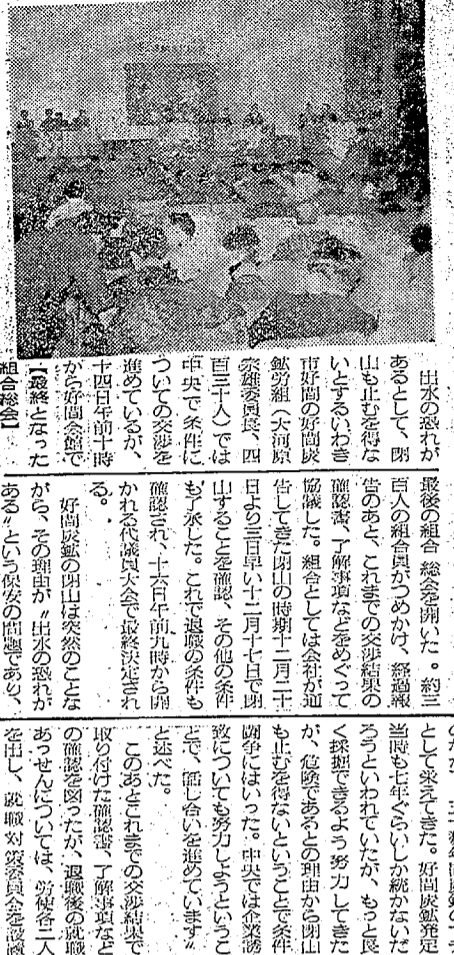 出水の恐れが
あるとして、閉
山も止むを得な
いとするいわき
市好間の好間炭
鉱労組(大河原
宗雄委員長、四
百三十人)では
中央で条件に
ついての交渉を
進めているが、
十四日午前十時
から好間会館で
【最終となった
組合総会】
最後の組合総会を開いた。約三
百人の組合員がつめかけ、経過報
告のあと、これまでの交渉結果の
確認書、了解事項などをめぐって
協議した。組合としては会社が通
告してきた閉山の時期十二月二十
日より三日早い十二月十七日で閉
山することを確認、その他の条件
も了承した。これで退職の条件も
確認され、十六日午前九時から開
かれる代議員大会で最終決定され
る。
好間炭鉱の閉山は突然のことな
がら、その理由が〃出水の恐れが
ある〃という保安の問題であり、
として栄えてきた。好間炭鉱発足
当時も七年ぐらいしか続かないだ
ろうといわれていたが、もっと長
く採掘できるよう努力してきた
が、危険であるとの理由から閉山
も止むを得ないということで条件
闘争にはいった。中央では企業誘
致についても努力しようというこ
とで、話し合いを進めています〃
と述べた。
このあとこれまでの交渉結果で
取り付けた確認書、了解事項など
の確認を図ったが、退職後の就職
あっせんについては、労使各二人
を出し、就職対策委員会を設置